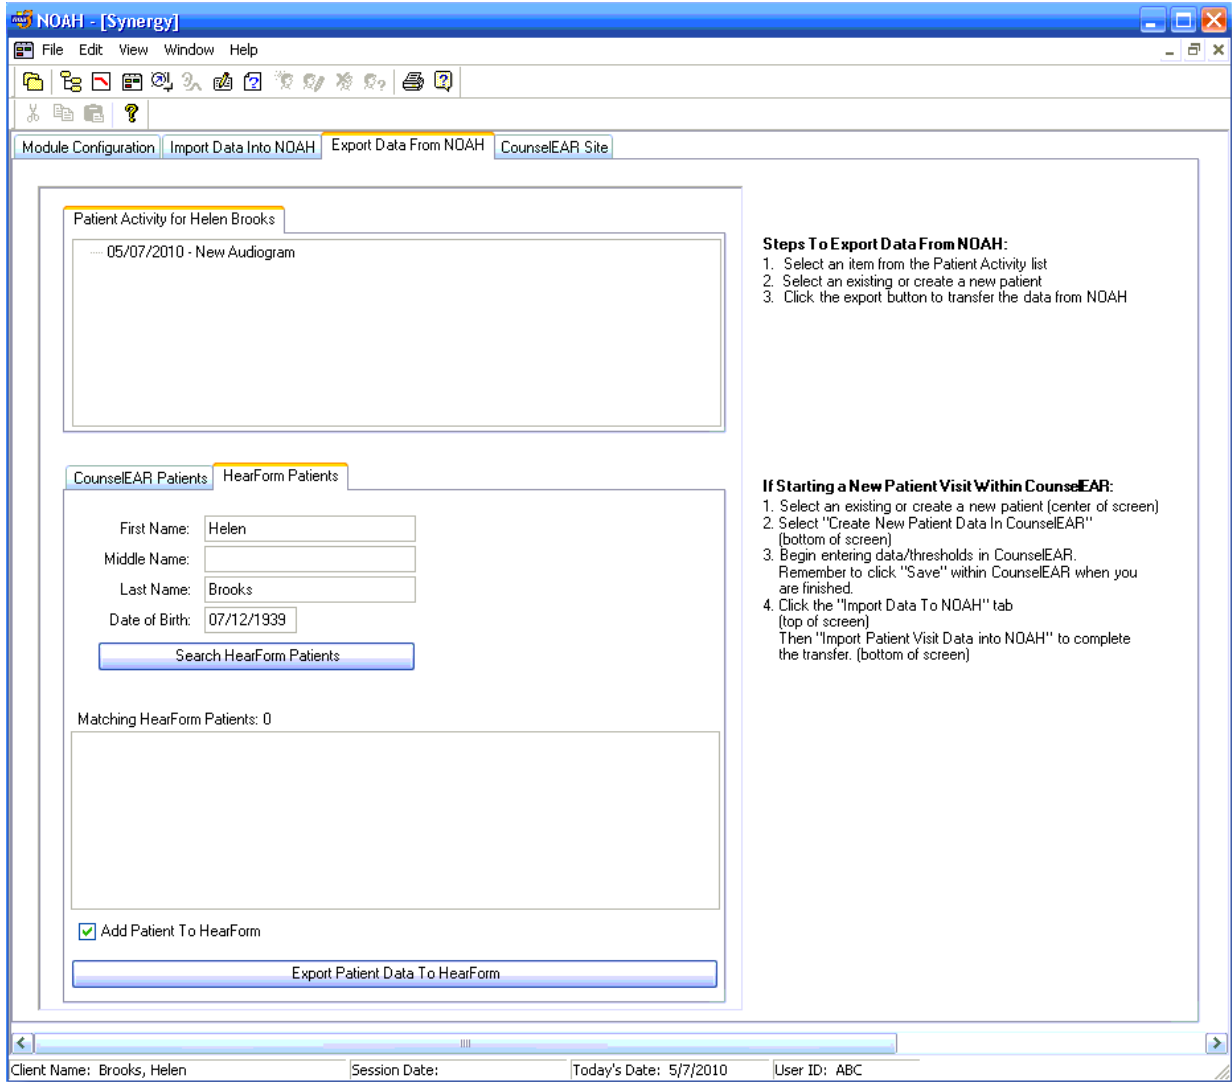 NOAH - [Synergy]
File Edit View Window Help
Module Configuration Import Data Into NOAH Export Data From NOAH CounselEAR Site
Patient Activity for Helen Brooks
05/07/2010 - New Audiogram
Steps To Export Data From NOAH:
1. Select an item from the Patient Activity list
2. Select an existing or create a new patient
3. Click the export button to transfer the data from NOAH
CounselEAR Patients HearForm Patients
First Name: Helen
Middle Name:
Last Name: Brooks
Date of Birth: 07/12/1939
Search HearForm Patients
Matching HearForm Patients: 0
Add Patient To HearForm
Export Patient Data To HearForm
If Starting a New Patient Visit Within CounselEAR:
1. Select an existing or create a new patient (center of screen)
2. Select "Create New Patient Data In CounselEAR"
(bottom of screen)
3. Begin entering data/thresholds in CounselEAR.
Remember to click "Save" within CounselEAR when you
are finished.
4. Click the "Import Data To NOAH" tab
(top of screen)
Then "Import Patient Visit Data into NOAH" to complete
the transfer. (bottom of screen)
Client Name: Brooks, Helen Session Date: Today's Date: 5/7/2010 User ID: ABC